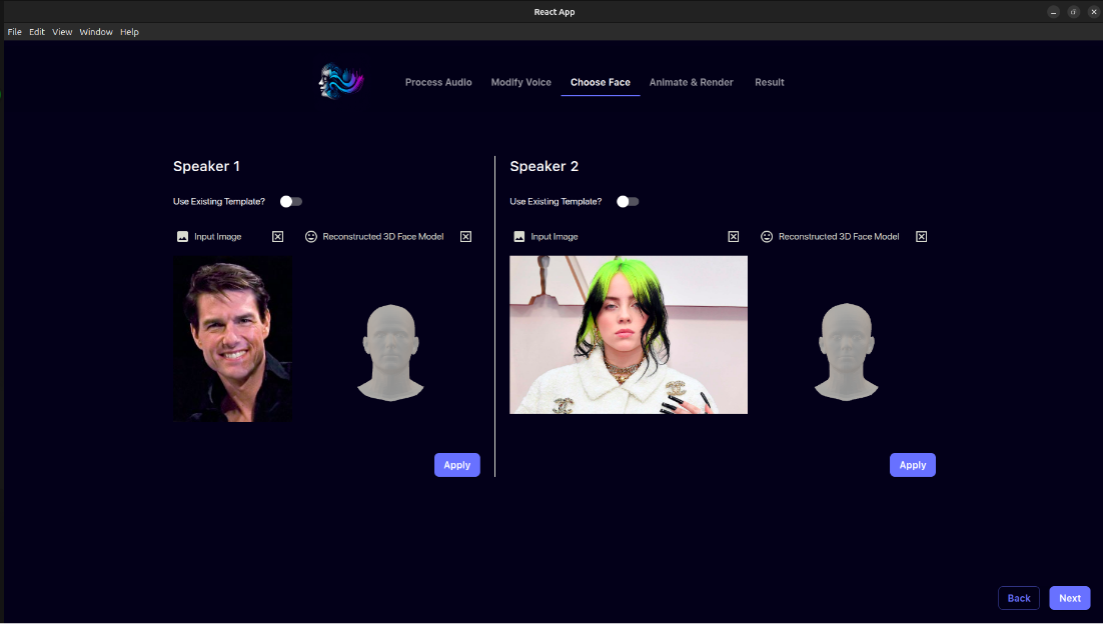 React App
File Edit View Window Help
Process Audio Modify Voice Choose Face Animate & Render Result
Speaker 1
Use Existing Template?
Input Image Reconstructed 3D Face Model
Apply
Speaker 2
Use Existing Template?
Input Image Reconstructed 3D Face Model
Apply
Back Next